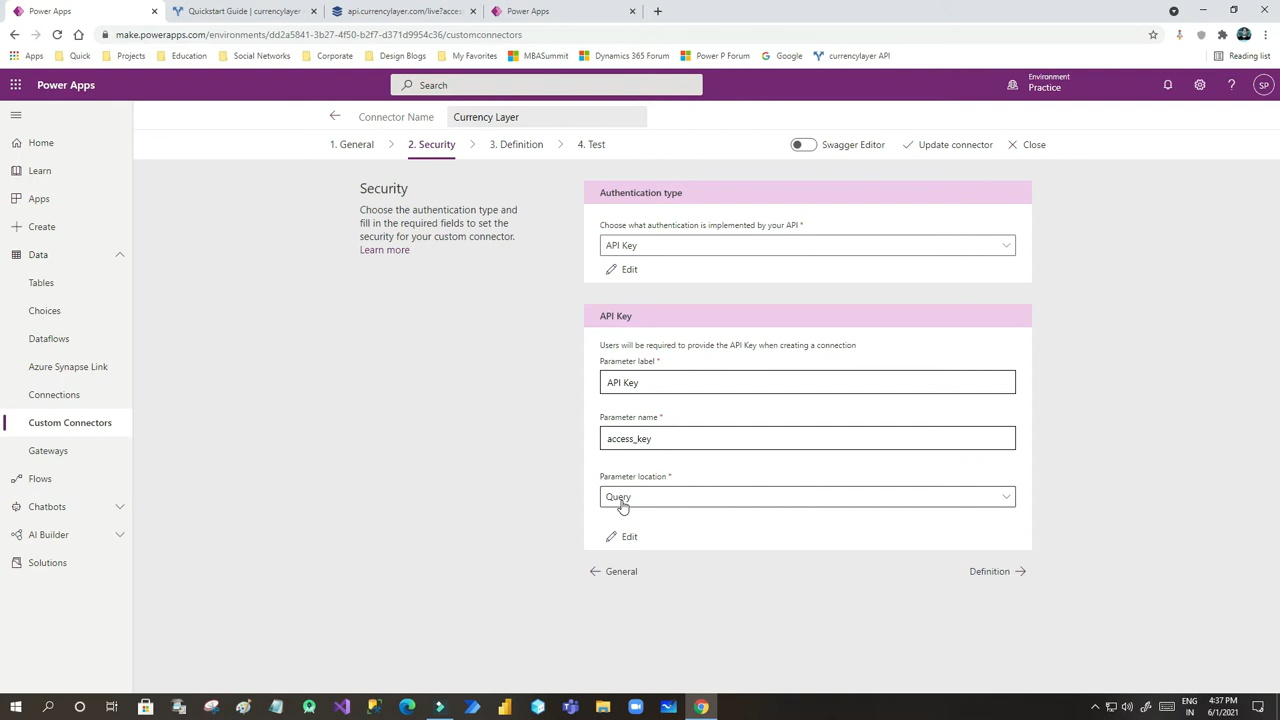 Power Apps
Quickstart Guide | currencylayer
api.currencylayer.com/live?acces
Power Apps
make.powerapps.com/environments/dd2a5841-3b27-4f50-b2f7-d371d9954c36/customconnectors
Apps
Quick
Projects
Education
Social Networks
Corporate
Design Blogs
My Favorites
MBASummit
Dynamics 365 Forum
Power P Forum
Google
currencylayer API
Reading list
Power Apps
Search
Environment
Practice
SP
Connector Name
Currency Layer
1. General
2. Security
3. Definition
4. Test
Swagger Editor
Update connector
Close
Home
Learn
Apps
Create
Data
Tables
Choices
Dataflows
Azure Synapse Link
Connections
Custom Connectors
Gateways
Flows
Chatbots
AI Builder
Solutions
Security
Choose the authentication type and
fill in the required fields to set the
security for your custom connector.
Learn more
Authentication type
Choose what authentication is implemented by your API *
API Key
Edit
API Key
Users will be required to provide the API Key when creating a connection
Parameter label *
API Key
Parameter name *
access_key
Parameter location *
Query
Edit
General
Definition
ENG
IN
4:37 PM
6/1/2021